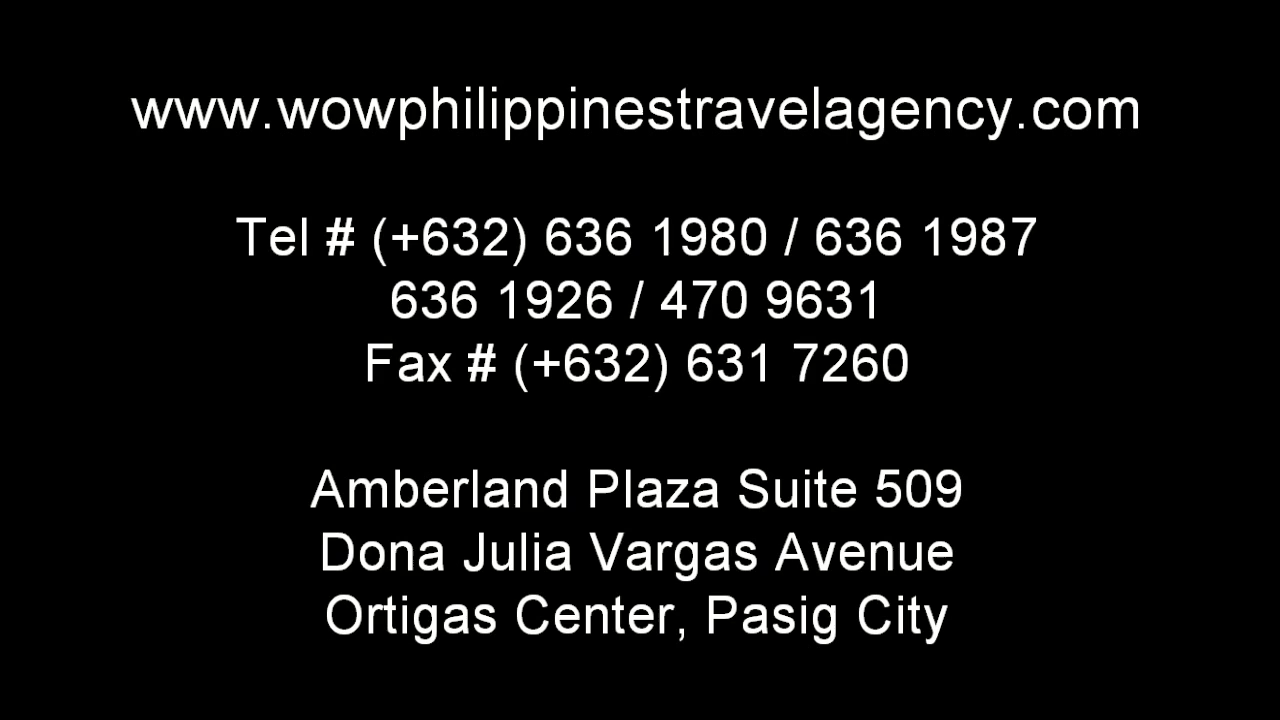 www.wowphilippinestravelagency.com
Tel # (+632) 636 1980 / 636 1987
636 1926 / 470 9631
Fax # (+632) 631 7260
Amberland Plaza Suite 509
Dona Julia Vargas Avenue
Ortigas Center, Pasig City